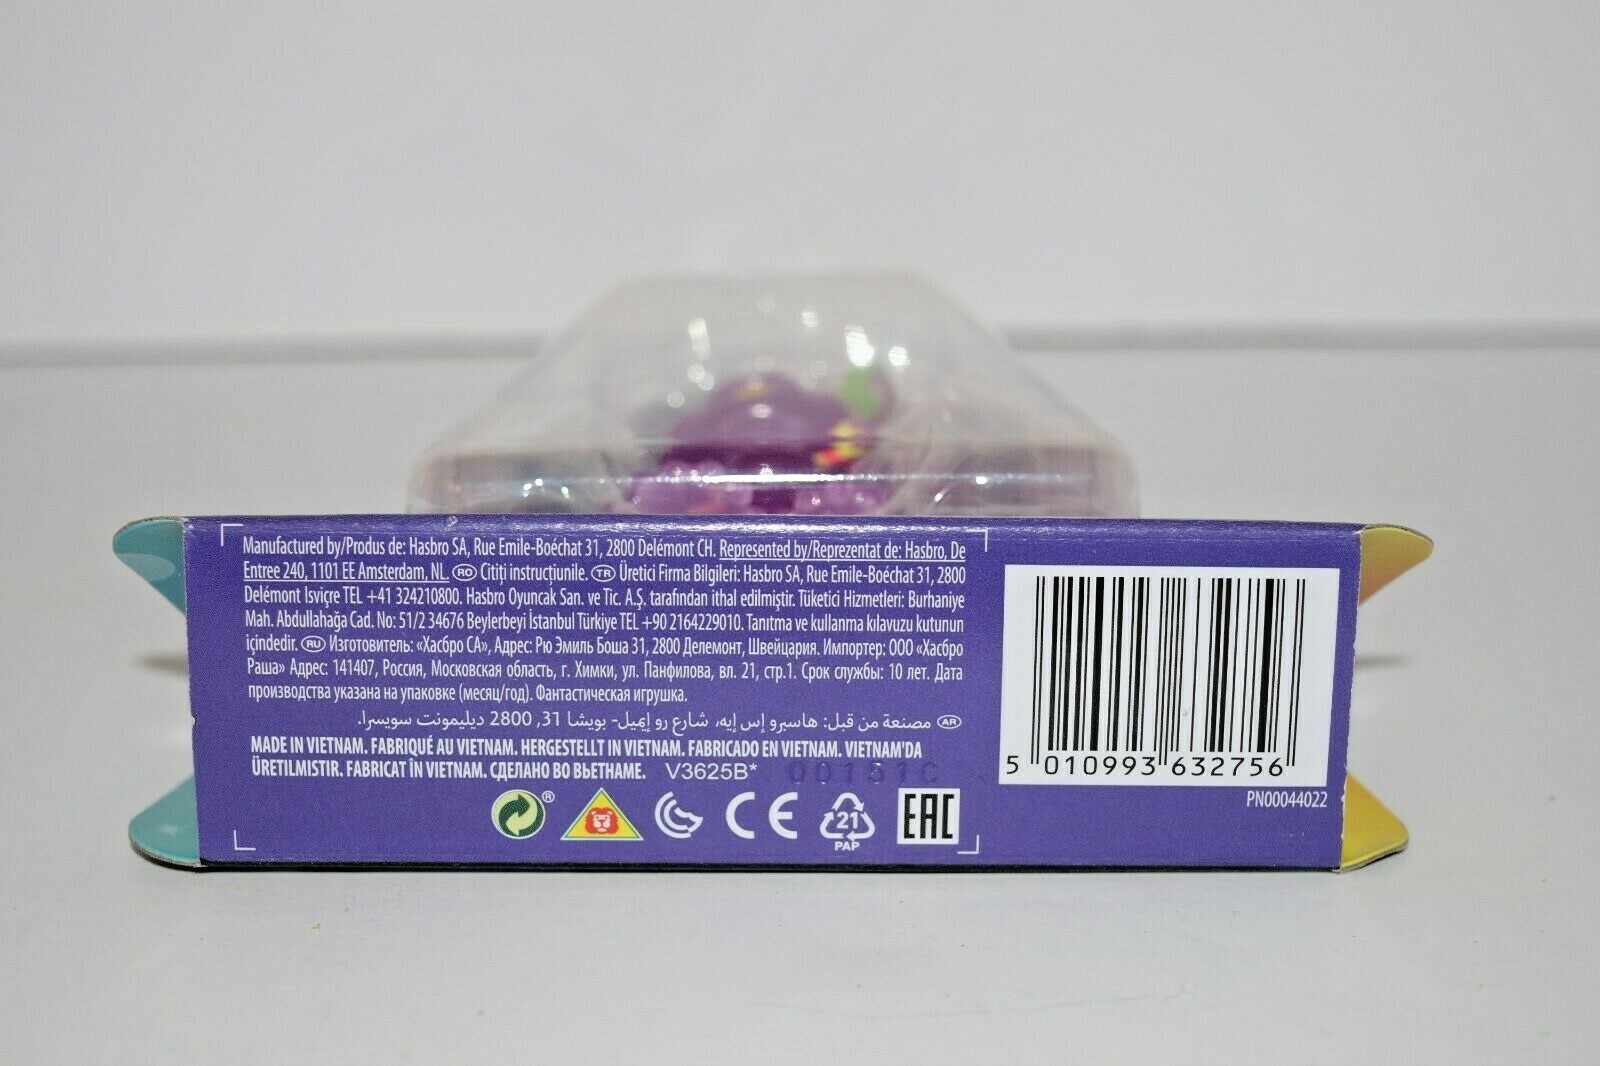 Manufactured by/Produs de: Hasbro SA, Rue Emile-Boéchat 31, 2800 Delémont CH. Represented by/Reprezentat de: Hasbro, De
Entree 240, 1101 EE Amsterdam, NL. RO Citiți instrucțiunile. TR Üretici Firma Bilgileri: Hasbro SA, Rue Emile-Boéchat 31, 2800
Delémont Isviçre TEL +41 324210800. Hasbro Oyuncak San. ve Tic. A.Ş. tarafından ithal edilmiştir. Tüketici Hizmetleri: Burhaniye
Mah. Abdullahağa Cad. No: 51/2 34676 Beylerbeyi İstanbul Türkiye TEL +90 2164229010. Tanıtma ve kullanma kılavuzu kutunun
içindedir. RU Изготовитель: «Хасбро СА», Адрес: Рю Эмиль Боша 31, 2800 Делемонт, Швейцария. Импортер: ООО «Хасбро
Раша» Адрес: 141407, Россия, Московская область, г. Химки, ул. Панфилова, вл. 21, стр.1. Срок службы: 10 лет. Дата
производства указана на упаковке (месяц/год). Фантастическая игрушка.
AR مصنعة من قبل: هاسبرو إس إيه، شارع رو إيميل- بويشا 31, 2800 ديليمونت سويسرا.
MADE IN VIETNAM. FABRIQUÉ AU VIETNAM. HERGESTELLT IN VIETNAM. FABRICADO EN VIETNAM. VIETNAM'DA
ÜRETILMISTIR. FABRICAT ÎN VIETNAM. СДЕЛАНО ВО ВЬЕТНАМЕ. V3625B* 00161C
® CE 21 EAC
PAP
5 010993 632756
PN00044022